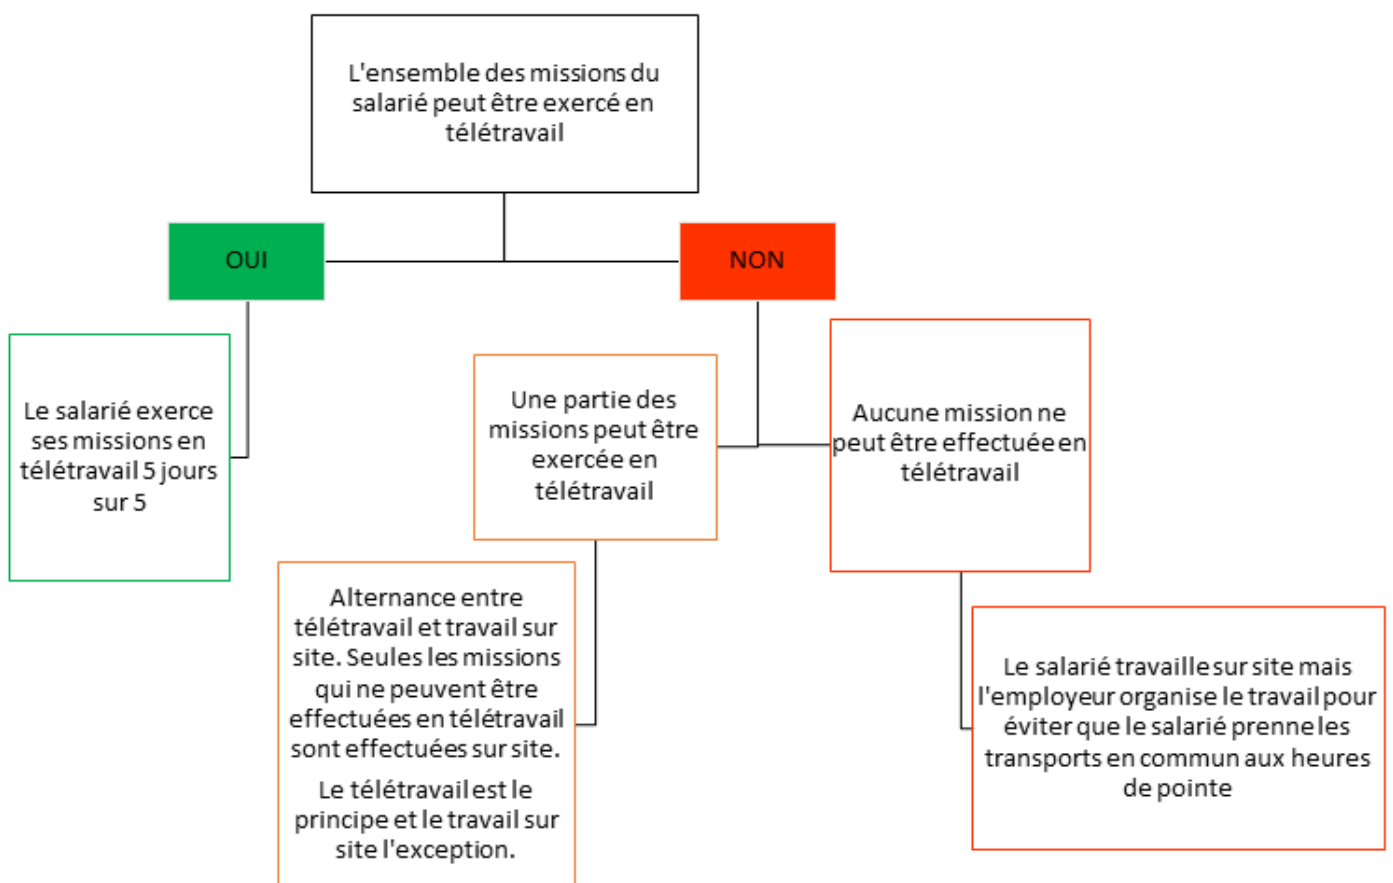 L'ensemble des missions du
salarié peut être exercé en
télétravail
OUI
NON
Le salarié exerce
ses missions en
télétravail 5 jours
sur 5
Une partie des
missions peut être
exercée en
télétravail
Aucune mission ne
peut être effectuée en
télétravail
Alternance entre
télétravail et travail sur
site. Seules les missions
qui ne peuvent être
effectuées en télétravail
sont effectuées sur site.
Le télétravail est le
principe et le travail sur
site l'exception.
Le salarié travaille sur site mais
l'employeur organise le travail pour
éviter que le salarié prenne les
transports en commun aux heures
de pointe